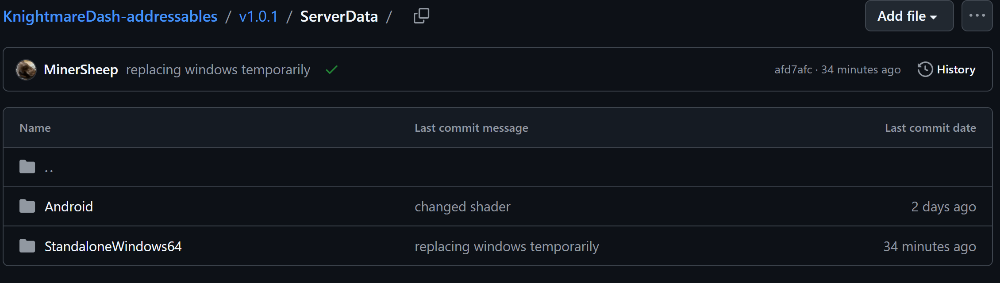 KnightmareDash-addressables / v1.0.1 / ServerData /
Add file
MinerSheep replacing windows temporarily
afd7afc · 34 minutes ago
History
Name Last commit message Last commit date
..
Android changed shader 2 days ago
StandaloneWindows64 replacing windows temporarily 34 minutes ago